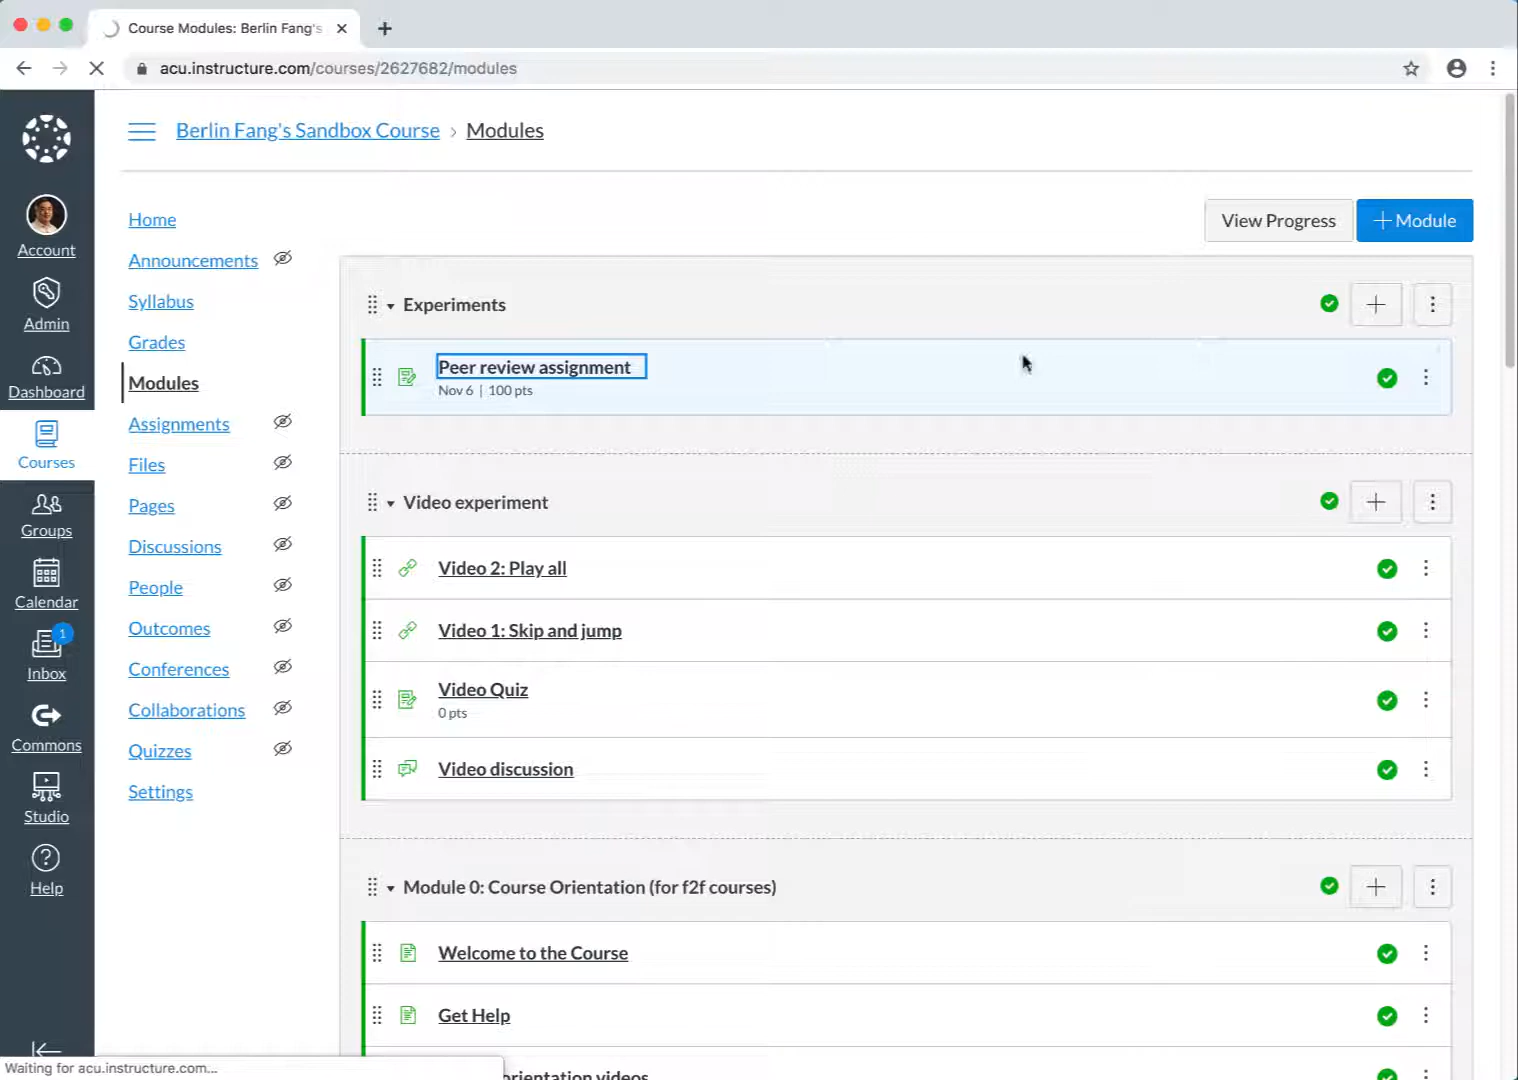 Course Modules: Berlin Fang's
acu.instructure.com/courses/2627682/modules
Berlin Fang's Sandbox Course › Modules
View Progress
+ Module
Account
Admin
Dashboard
Courses
Groups
Calendar
1
Inbox
Commons
Studio
Help
Home
Announcements
Syllabus
Grades
Modules
Assignments
Files
Pages
Discussions
People
Outcomes
Conferences
Collaborations
Quizzes
Settings
Experiments
Peer review assignment
Nov 6 | 100 pts
Video experiment
Video 2: Play all
Video 1: Skip and jump
Video Quiz
0 pts
Video discussion
Module 0: Course Orientation (for f2f courses)
Welcome to the Course
Get Help
orientation videos
Waiting for acu.instructure.com...